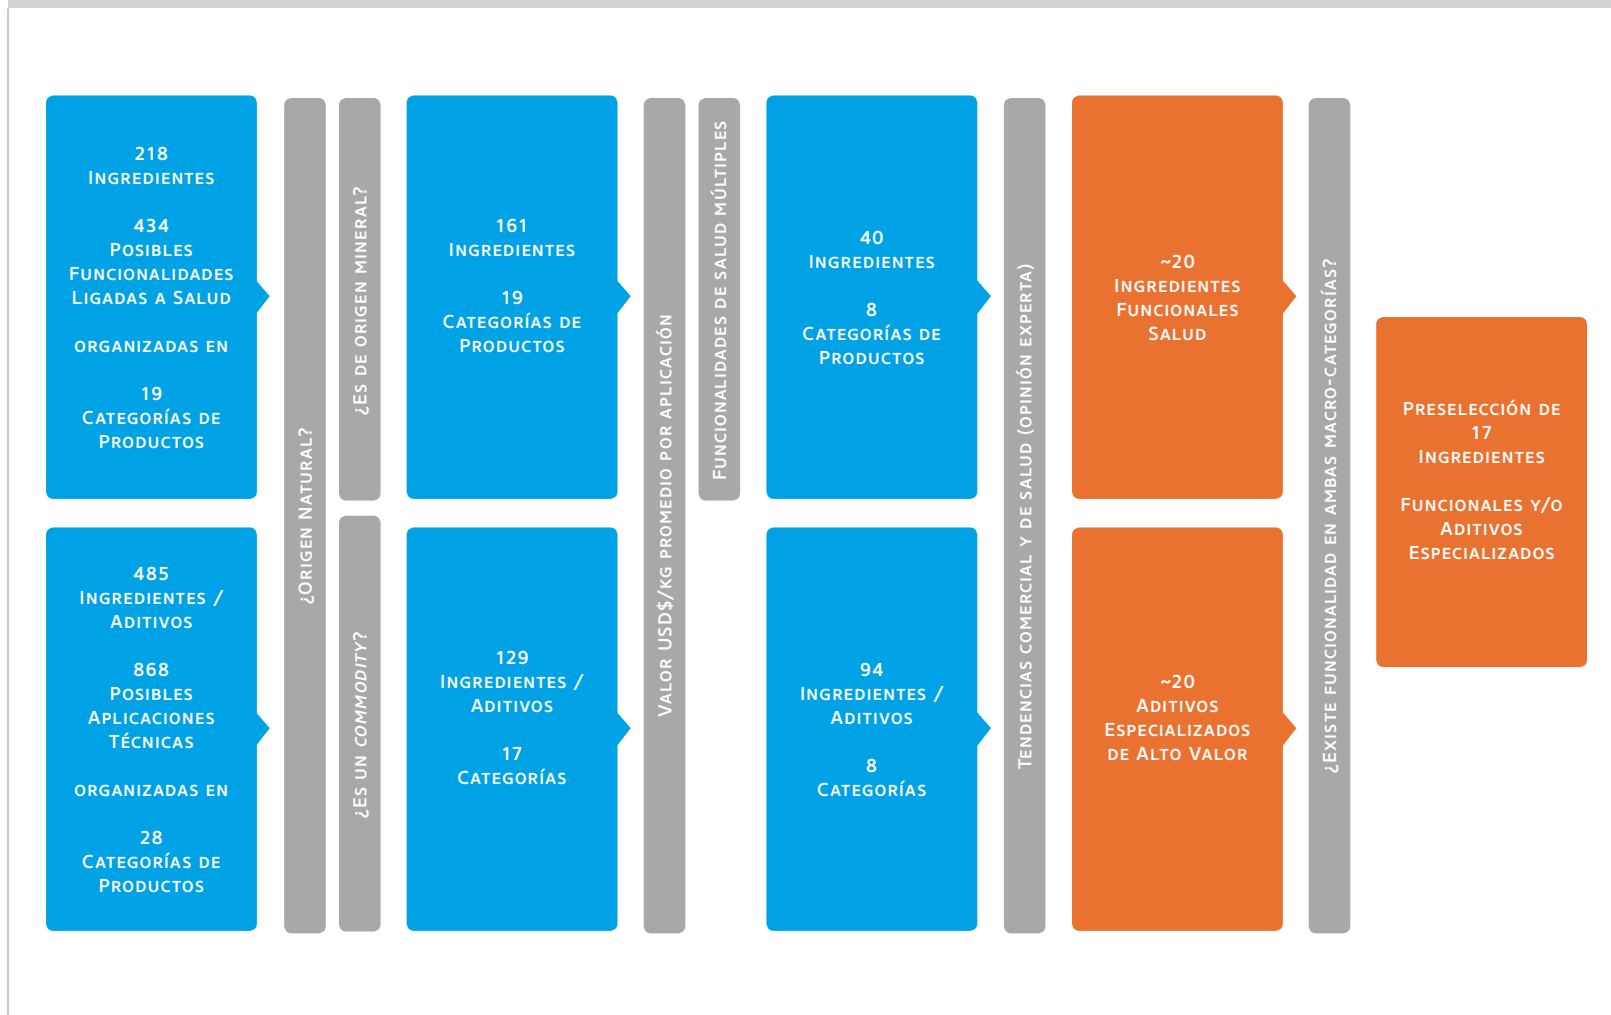 218
Ingredientes
434
Posibles
Funcionalidades
Ligadas a Salud
organizadas en
19
Categorías de
Productos
485
Ingredientes /
Aditivos
868
Posibles
Aplicaciones
Técnicas
organizadas en
28
Categorías de
Productos
¿Origen Natural?
¿Es de origen mineral?
¿Es un commodity?
161
Ingredientes
19
Categorías de
Productos
129
Ingredientes /
Aditivos
17
Categorías
Valor USD$/kg promedio por aplicación
Funcionalidades de salud múltiples
40
Ingredientes
8
Categorías de
Productos
94
Ingredientes /
Aditivos
8
Categorías
Tendencias comercial y de salud (opinión experta)
~20
Ingredientes
Funcionales
Salud
~20
Aditivos
Especializados
de Alto Valor
¿Existe funcionalidad en ambas macro-categorías?
Preselección de
17
Ingredientes
Funcionales y/o
Aditivos
Especializados